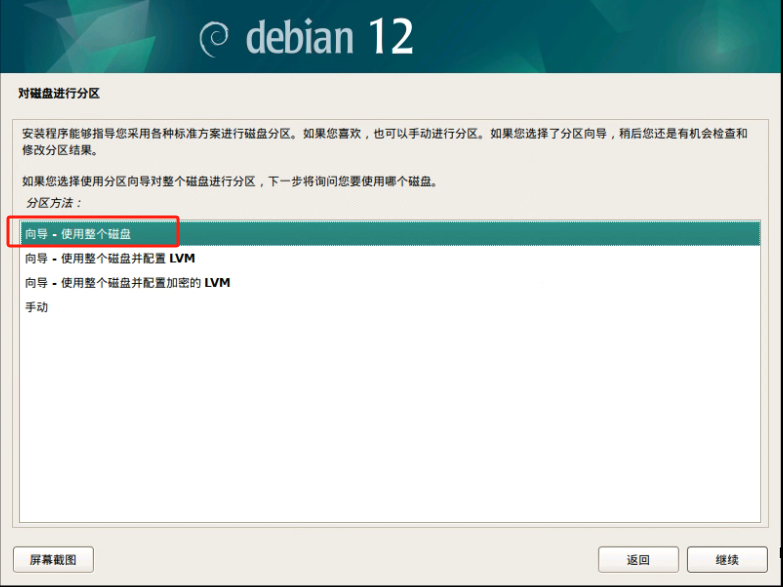 debian 12
对磁盘进行分区
安装程序能够指导您采用各种标准方案进行磁盘分区。如果您喜欢，也可以手动进行分区。如果您选择了分区向导，稍后您还是有机会检查和
修改分区结果。
如果您选择使用分区向导对整个磁盘进行分区，下一步将询问您要使用哪个磁盘。
分区方法：
向导 - 使用整个磁盘
向导 - 使用整个磁盘并配置 LVM
向导 - 使用整个磁盘并配置加密的 LVM
手动
屏幕截图
返回
继续